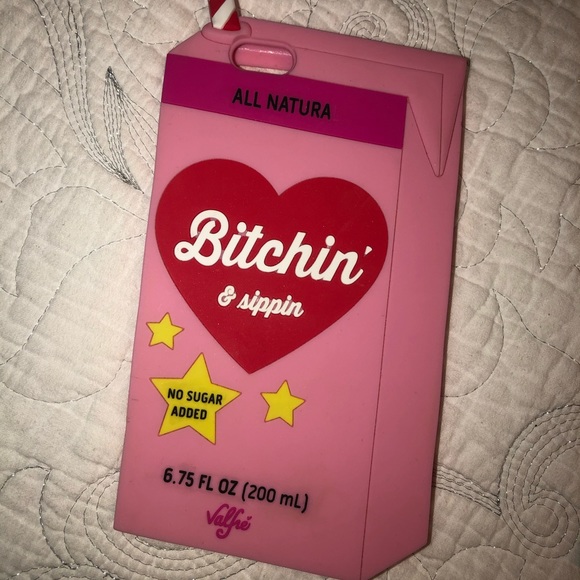 ALL NATURA
Bitchin'
& sippin
NO SUGAR
ADDED
6.75 FL OZ (200 mL)
Valfré